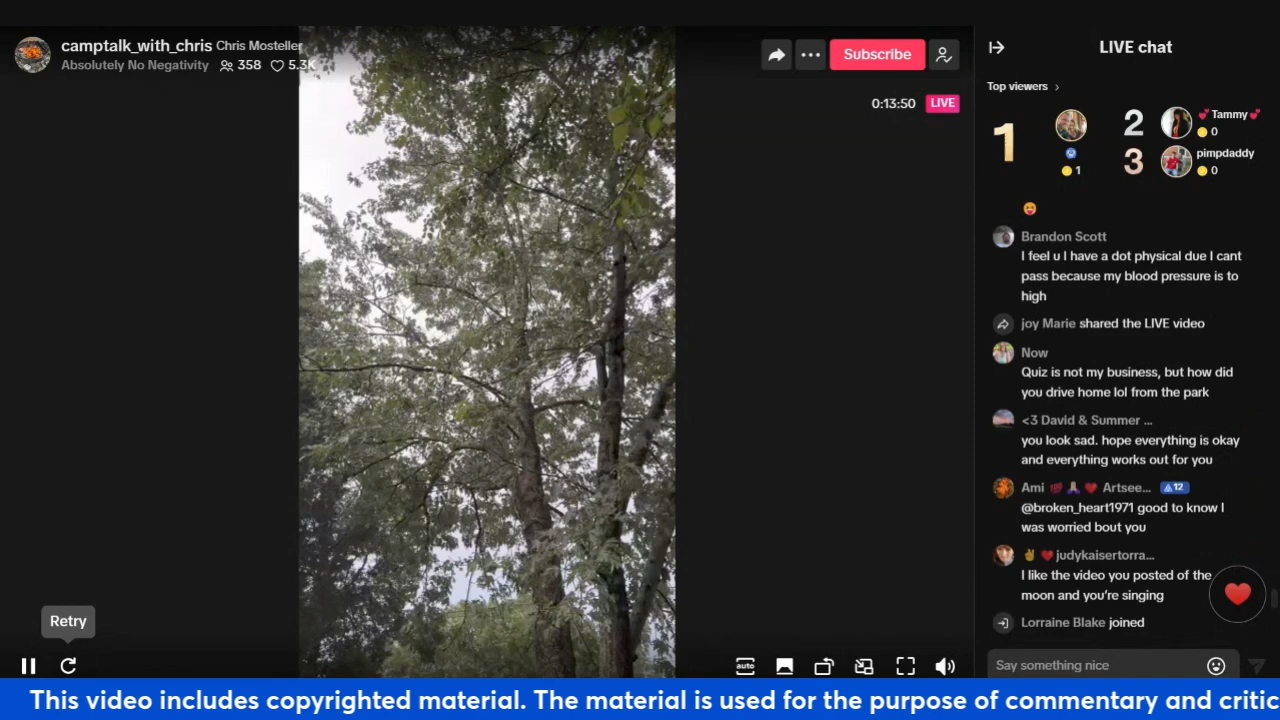 camptalk_with_chris Chris Mosteller
Absolutely No Negativity 358 5.3K
Subscribe
0:13:50 LIVE
LIVE chat
Top viewers
1
1
2
Tammy
0
3
pimpdaddy
0
Brandon Scott
I feel u I have a dot physical due I cant
pass because my blood pressure is to
high
joy Marie shared the LIVE video
Now
Quiz is not my business, but how did
you drive home lol from the park
<3 David & Summer ...
you look sad. hope everything is okay
and everything works out for you
Ami Artsee... 12
@broken_heart1971 good to know I
was worried bout you
judykaisertorra...
I like the video you posted of the
moon and you're singing
Lorraine Blake joined
Say something nice
Retry
auto
This video includes copyrighted material. The material is used for the purpose of commentary and critic